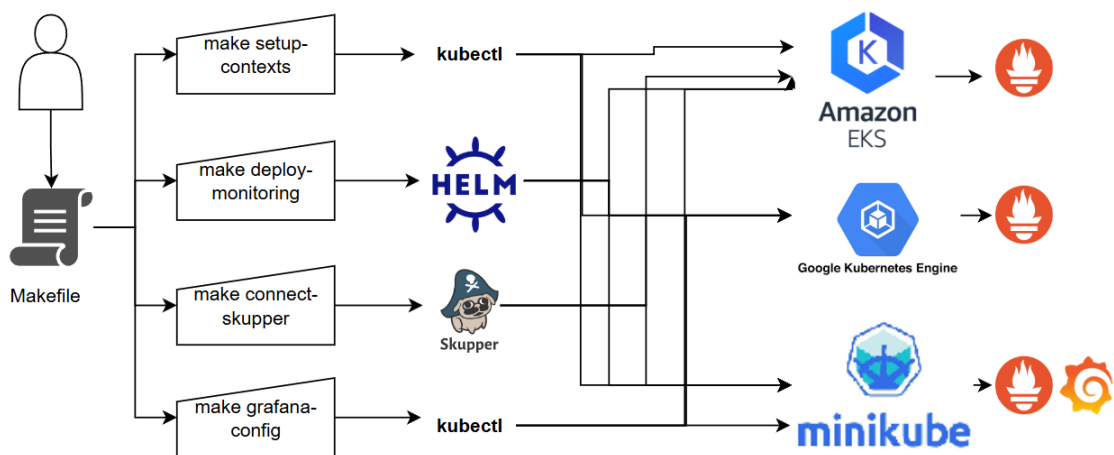 make setup-
contexts
kubectl
Amazon
EKS
make deploy-
monitoring
HELM
Google Kubernetes Engine
Makefile
make connect-
skupper
Skupper
make grafana-
config
kubectl
minikube